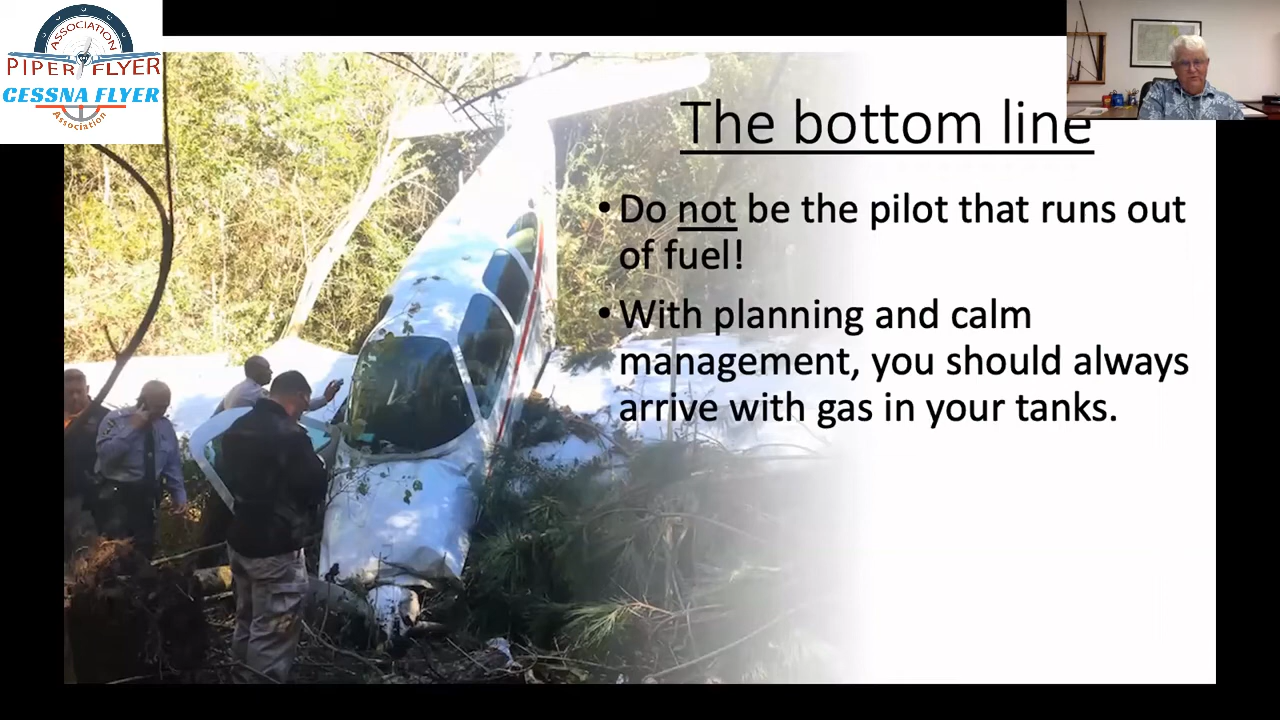 ASSOCIATION
PIPER FLYER
CESSNA FLYER
Association
The bottom line
• Do not be the pilot that runs out
of fuel!
• With planning and calm
management, you should always
arrive with gas in your tanks.